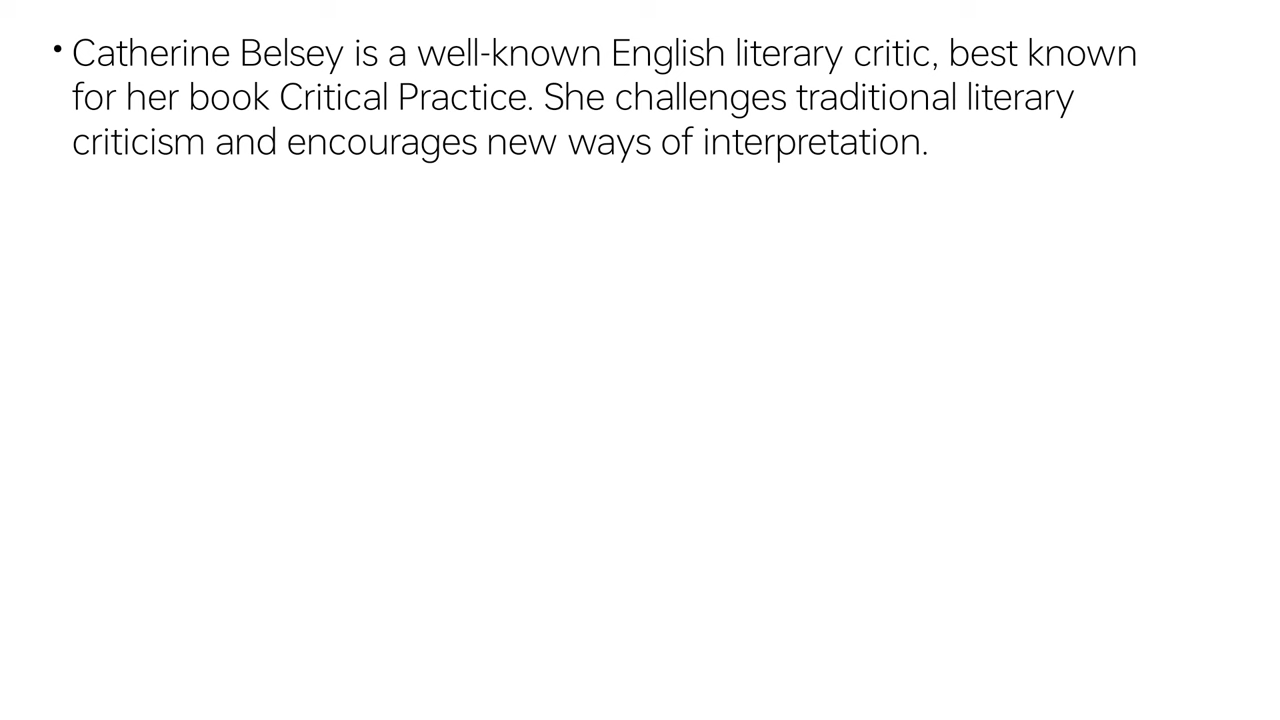 • Catherine Belsey is a well-known English literary critic, best known
for her book Critical Practice. She challenges traditional literary
criticism and encourages new ways of interpretation.